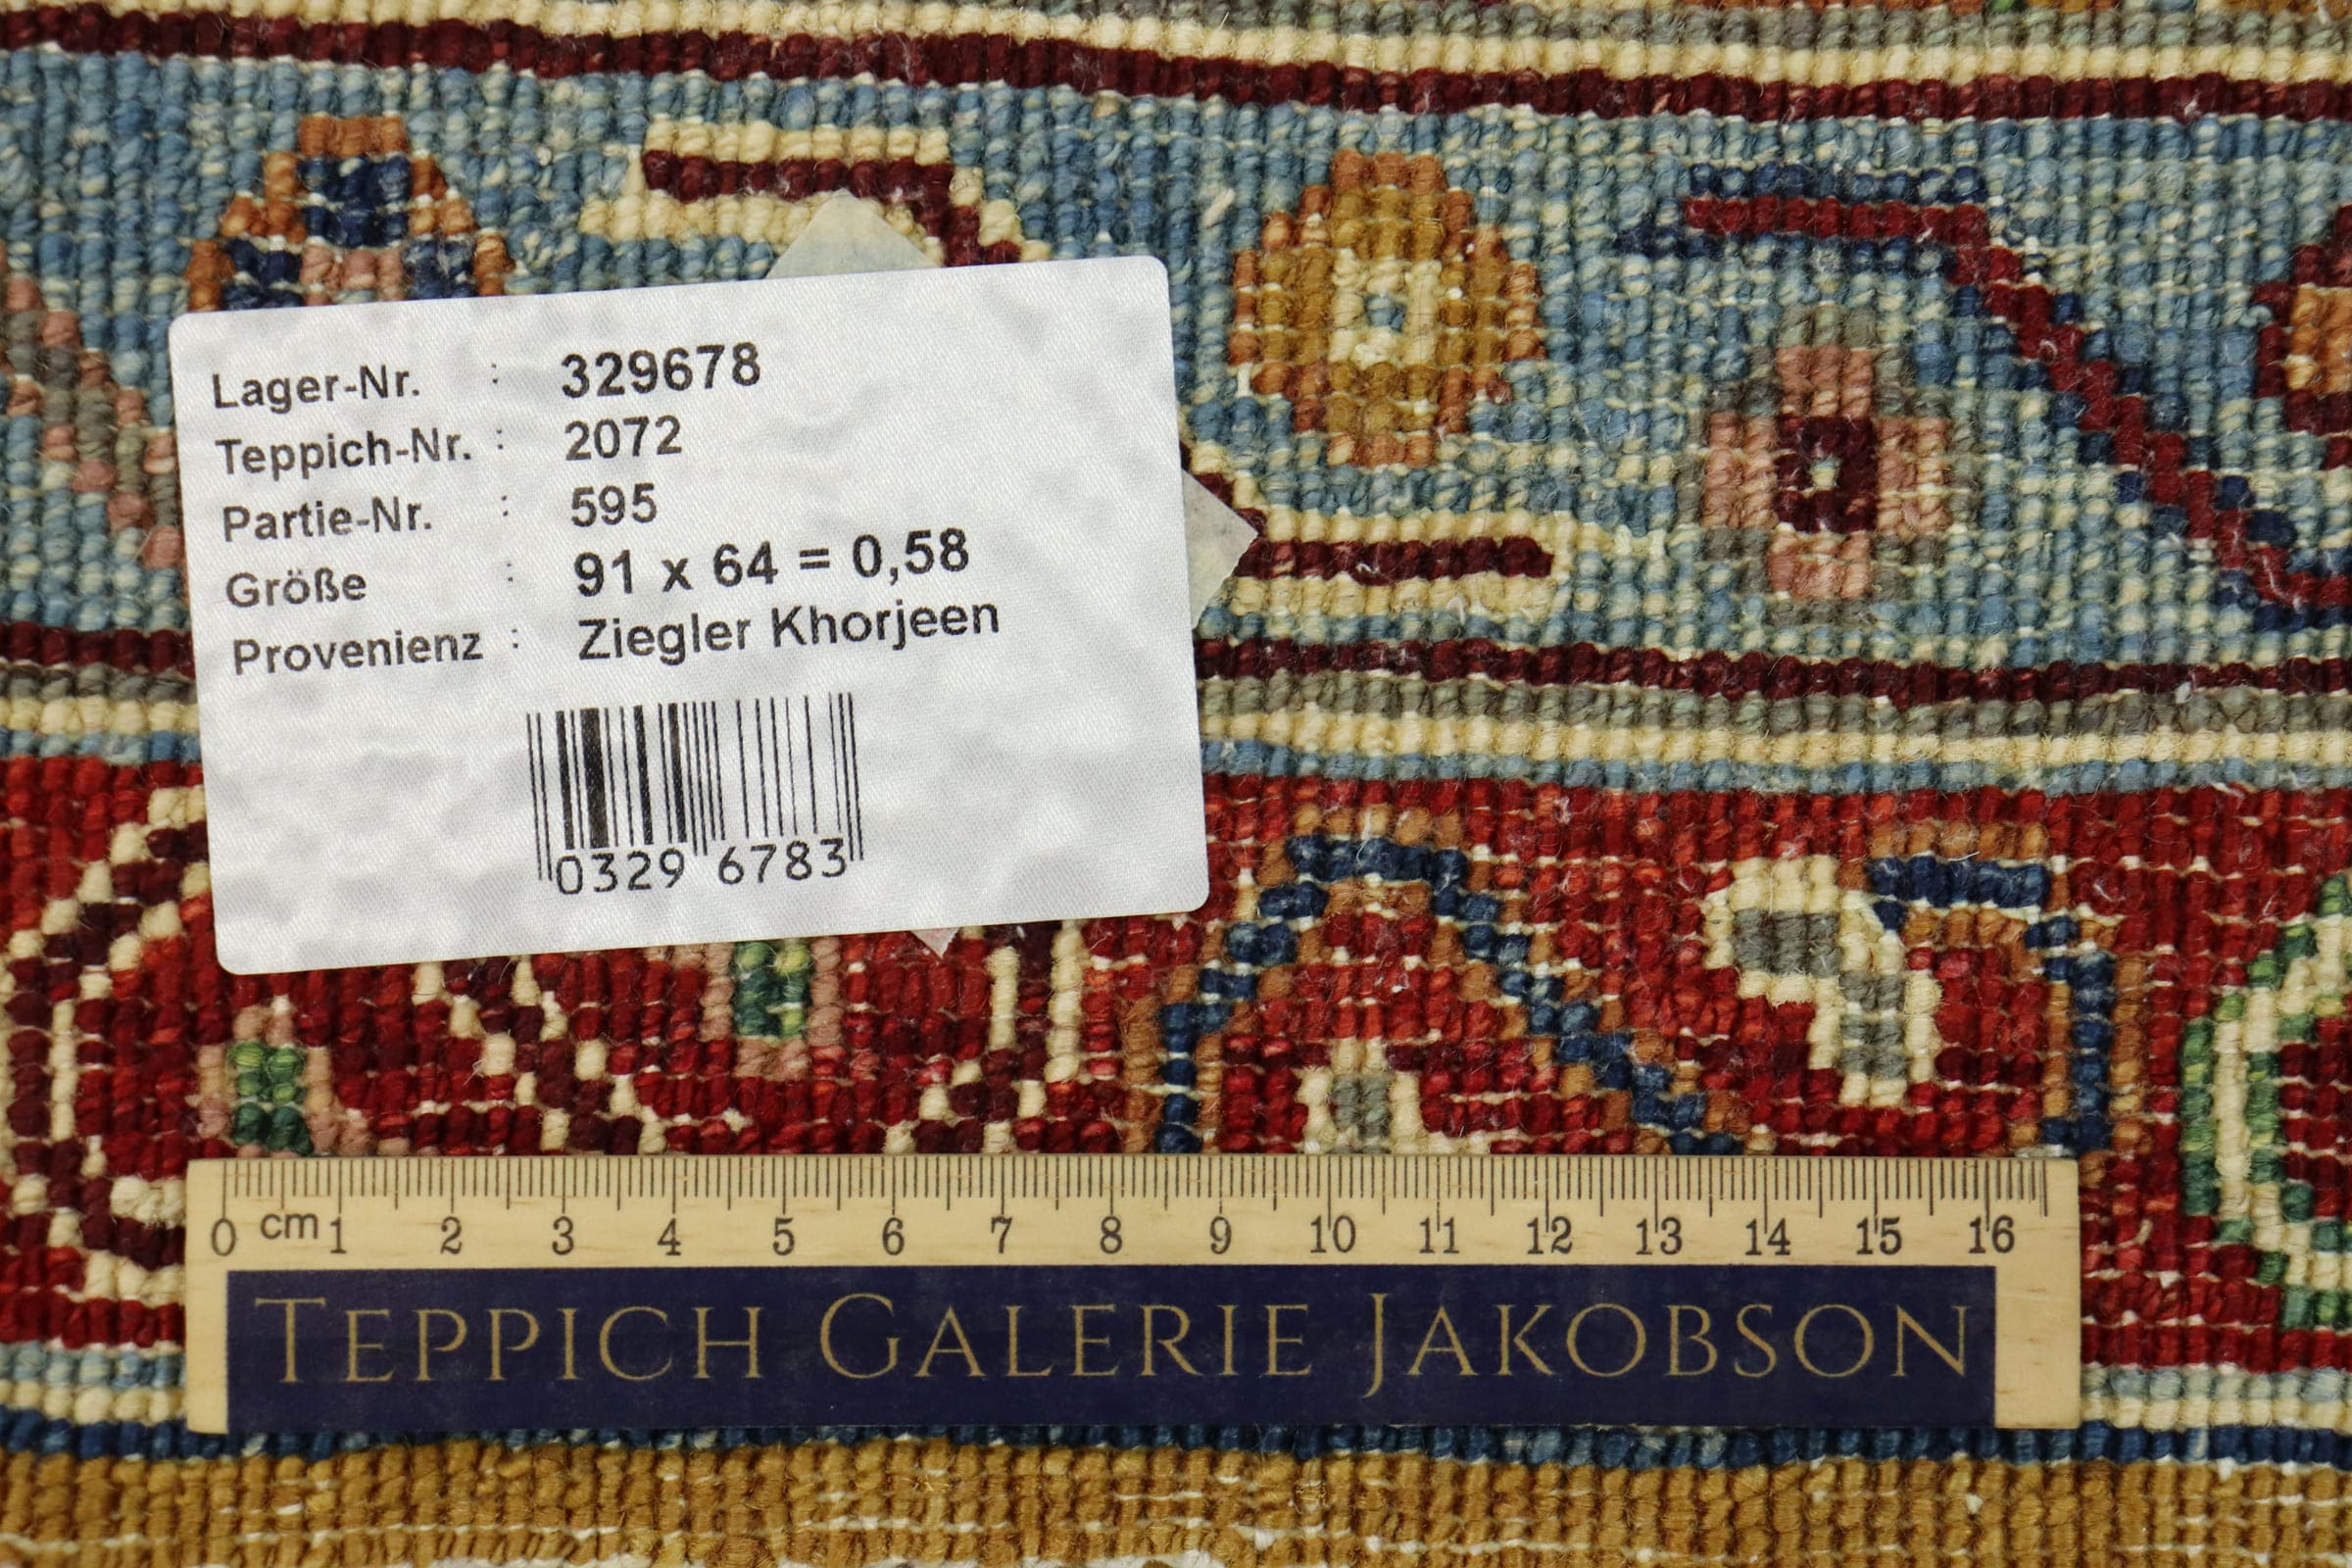 Lager-Nr. : 329678
Teppich-Nr. : 2072
Partie-Nr. : 595
Größe : 91 x 64 = 0,58
Provenienz : Ziegler Khorjeen
0329 6783
0 cm 1 2 3 4 5 6 7 8 9 10 11 12 13 14 15 16
TEPPICH GALERIE JAKOBSON